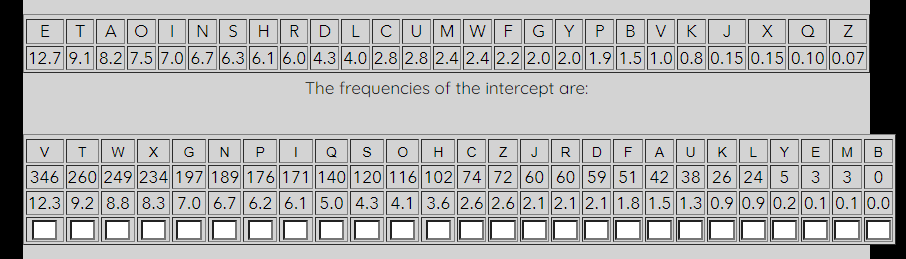 E T A O I N S H R D L C U M W F G Y P B V K J X Q Z
12.7 9.1 8.2 7.5 7.0 6.7 6.3 6.1 6.0 4.3 4.0 2.8 2.8 2.4 2.4 2.2 2.0 2.0 1.9 1.5 1.0 0.8 0.15 0.15 0.10 0.07
The frequencies of the intercept are:
V T W X G N P I Q S O H C Z J R D F A U K L Y E M B
346 260 249 234 197 189 176 171 140 120 116 102 74 72 60 60 59 51 42 38 26 24 5 3 3 0
12.3 9.2 8.8 8.3 7.0 6.7 6.2 6.1 5.0 4.3 4.1 3.6 2.6 2.6 2.1 2.1 2.1 1.8 1.5 1.3 0.9 0.9 0.2 0.1 0.1 0.0